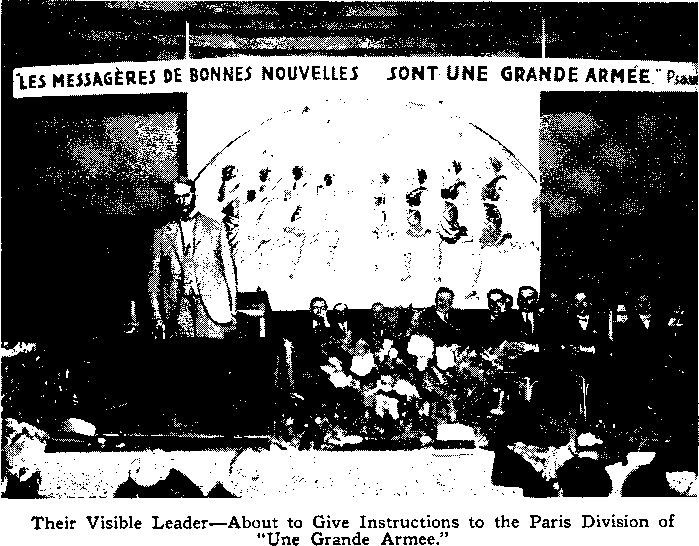 "LES MESSAGÈRES DE BONNES NOUVELLES SONT UNE GRANDE ARMÉE." Psau
Their Visible Leader—About to Give Instructions to the Paris Division of
"Une Grande Armee."